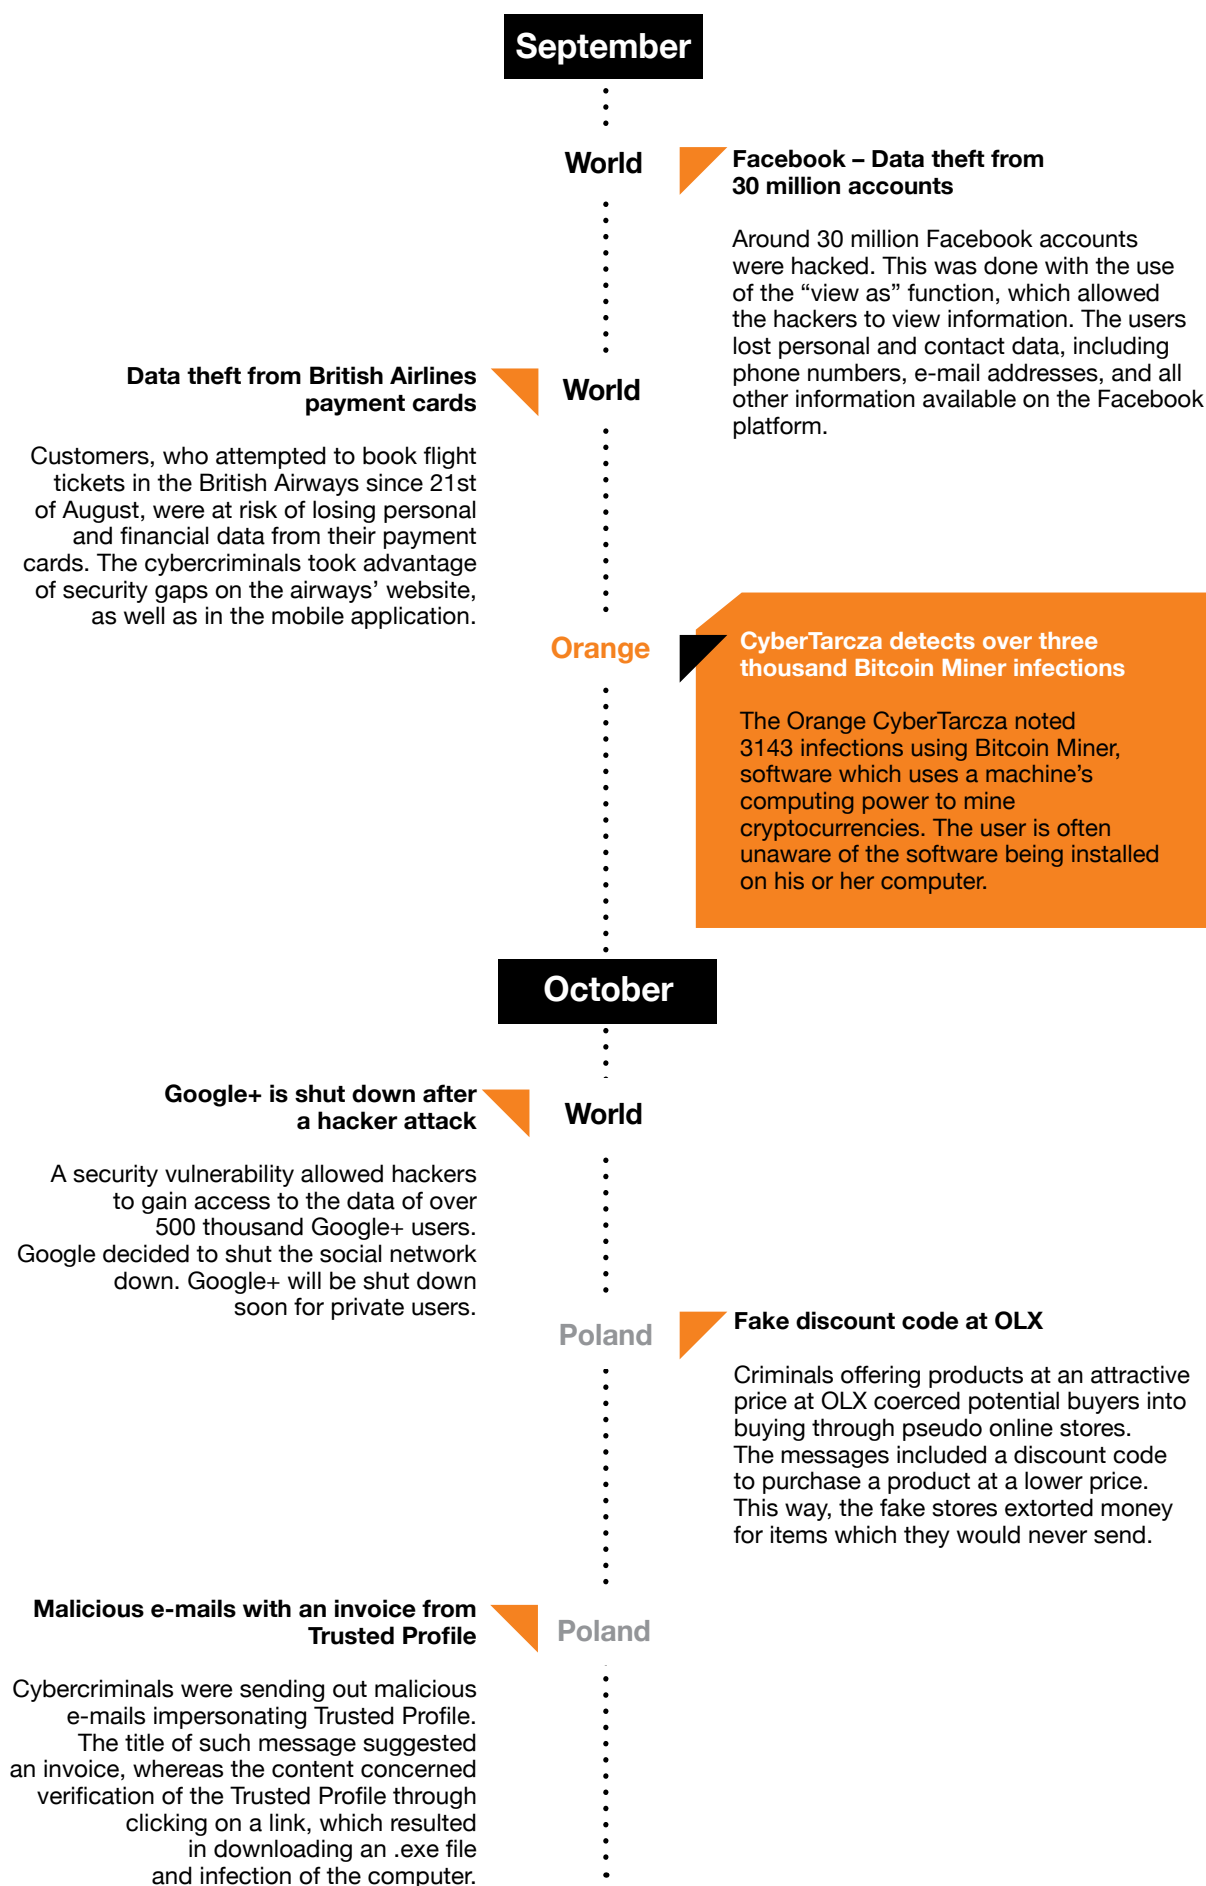 September
World
Facebook – Data theft from
30 million accounts
Around 30 million Facebook accounts
were hacked. This was done with the use
of the “view as” function, which allowed
the hackers to view information. The users
lost personal and contact data, including
phone numbers, e-mail addresses, and all
other information available on the Facebook
platform.
Data theft from British Airlines
payment cards
World
Customers, who attempted to book flight
tickets in the British Airways since 21st
of August, were at risk of losing personal
and financial data from their payment
cards. The cybercriminals took advantage
of security gaps on the airways’ website,
as well as in the mobile application.
Orange
CyberTarcza detects over three
thousand Bitcoin Miner infections
The Orange CyberTarcza noted
3143 infections using Bitcoin Miner,
software which uses a machine’s
computing power to mine
cryptocurrencies. The user is often
unaware of the software being installed
on his or her computer.
October
Google+ is shut down after
a hacker attack
World
A security vulnerability allowed hackers
to gain access to the data of over
500 thousand Google+ users.
Google decided to shut the social network
down. Google+ will be shut down
soon for private users.
Poland
Fake discount code at OLX
Criminals offering products at an attractive
price at OLX coerced potential buyers into
buying through pseudo online stores.
The messages included a discount code
to purchase a product at a lower price.
This way, the fake stores extorted money
for items which they would never send.
Malicious e-mails with an invoice from
Trusted Profile
Poland
Cybercriminals were sending out malicious
e-mails impersonating Trusted Profile.
The title of such message suggested
an invoice, whereas the content concerned
verification of the Trusted Profile through
clicking on a link, which resulted
in downloading an .exe file
and infection of the computer.